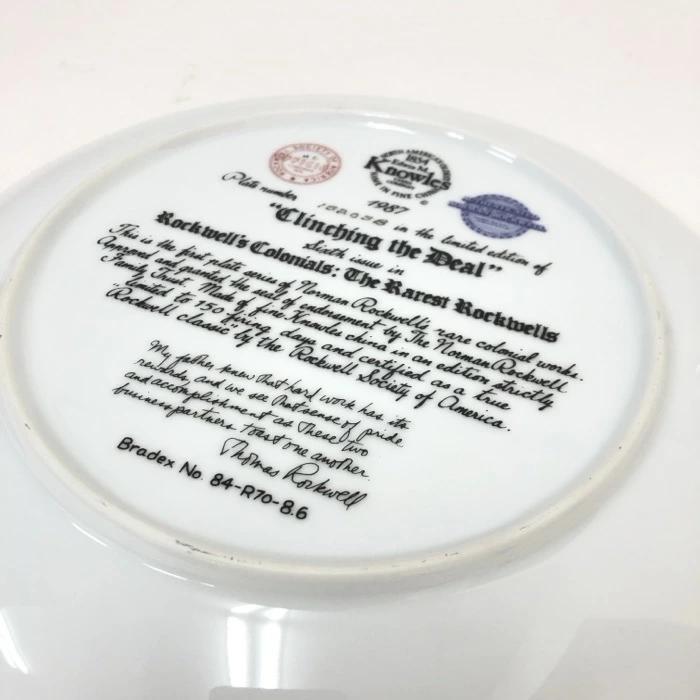 1854
Edwin M.
Knowles
1987
Plate number in the limited edition of
"Clinching the Deal"
Sixth issue in
Rockwell's Colonials: The Rarest Rockwells
This is the first plate series of Norman Rockwell's rare colonial works.
Approved and granted the seal of endorsement by The Norman Rockwell
Family Trust. Made of fine Knowles china in an edition strictly
limited to 150 firing days and certified as a true
"Rockwell classic" by the Rockwell Society of America.
My father knew that hard work has its
rewards, and we see that sense of pride
and accomplishment as these two
business partners toast one another.
Thomas Rockwell
Bradex No. 84-R70-8.6